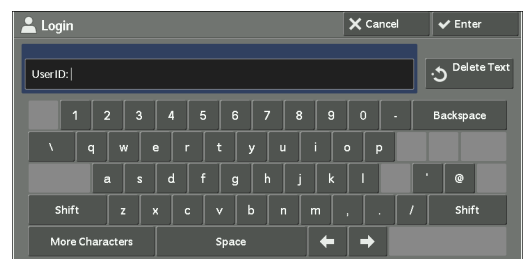 Login
Cancel
Enter
UserID:
Delete Text
1 2 3 4 5 6 7 8 9 0 - Backspace
\ q w e r t y u i o p
a s d f g h j k l ' @
Shift z x c v b n m , . / Shift
More Characters Space